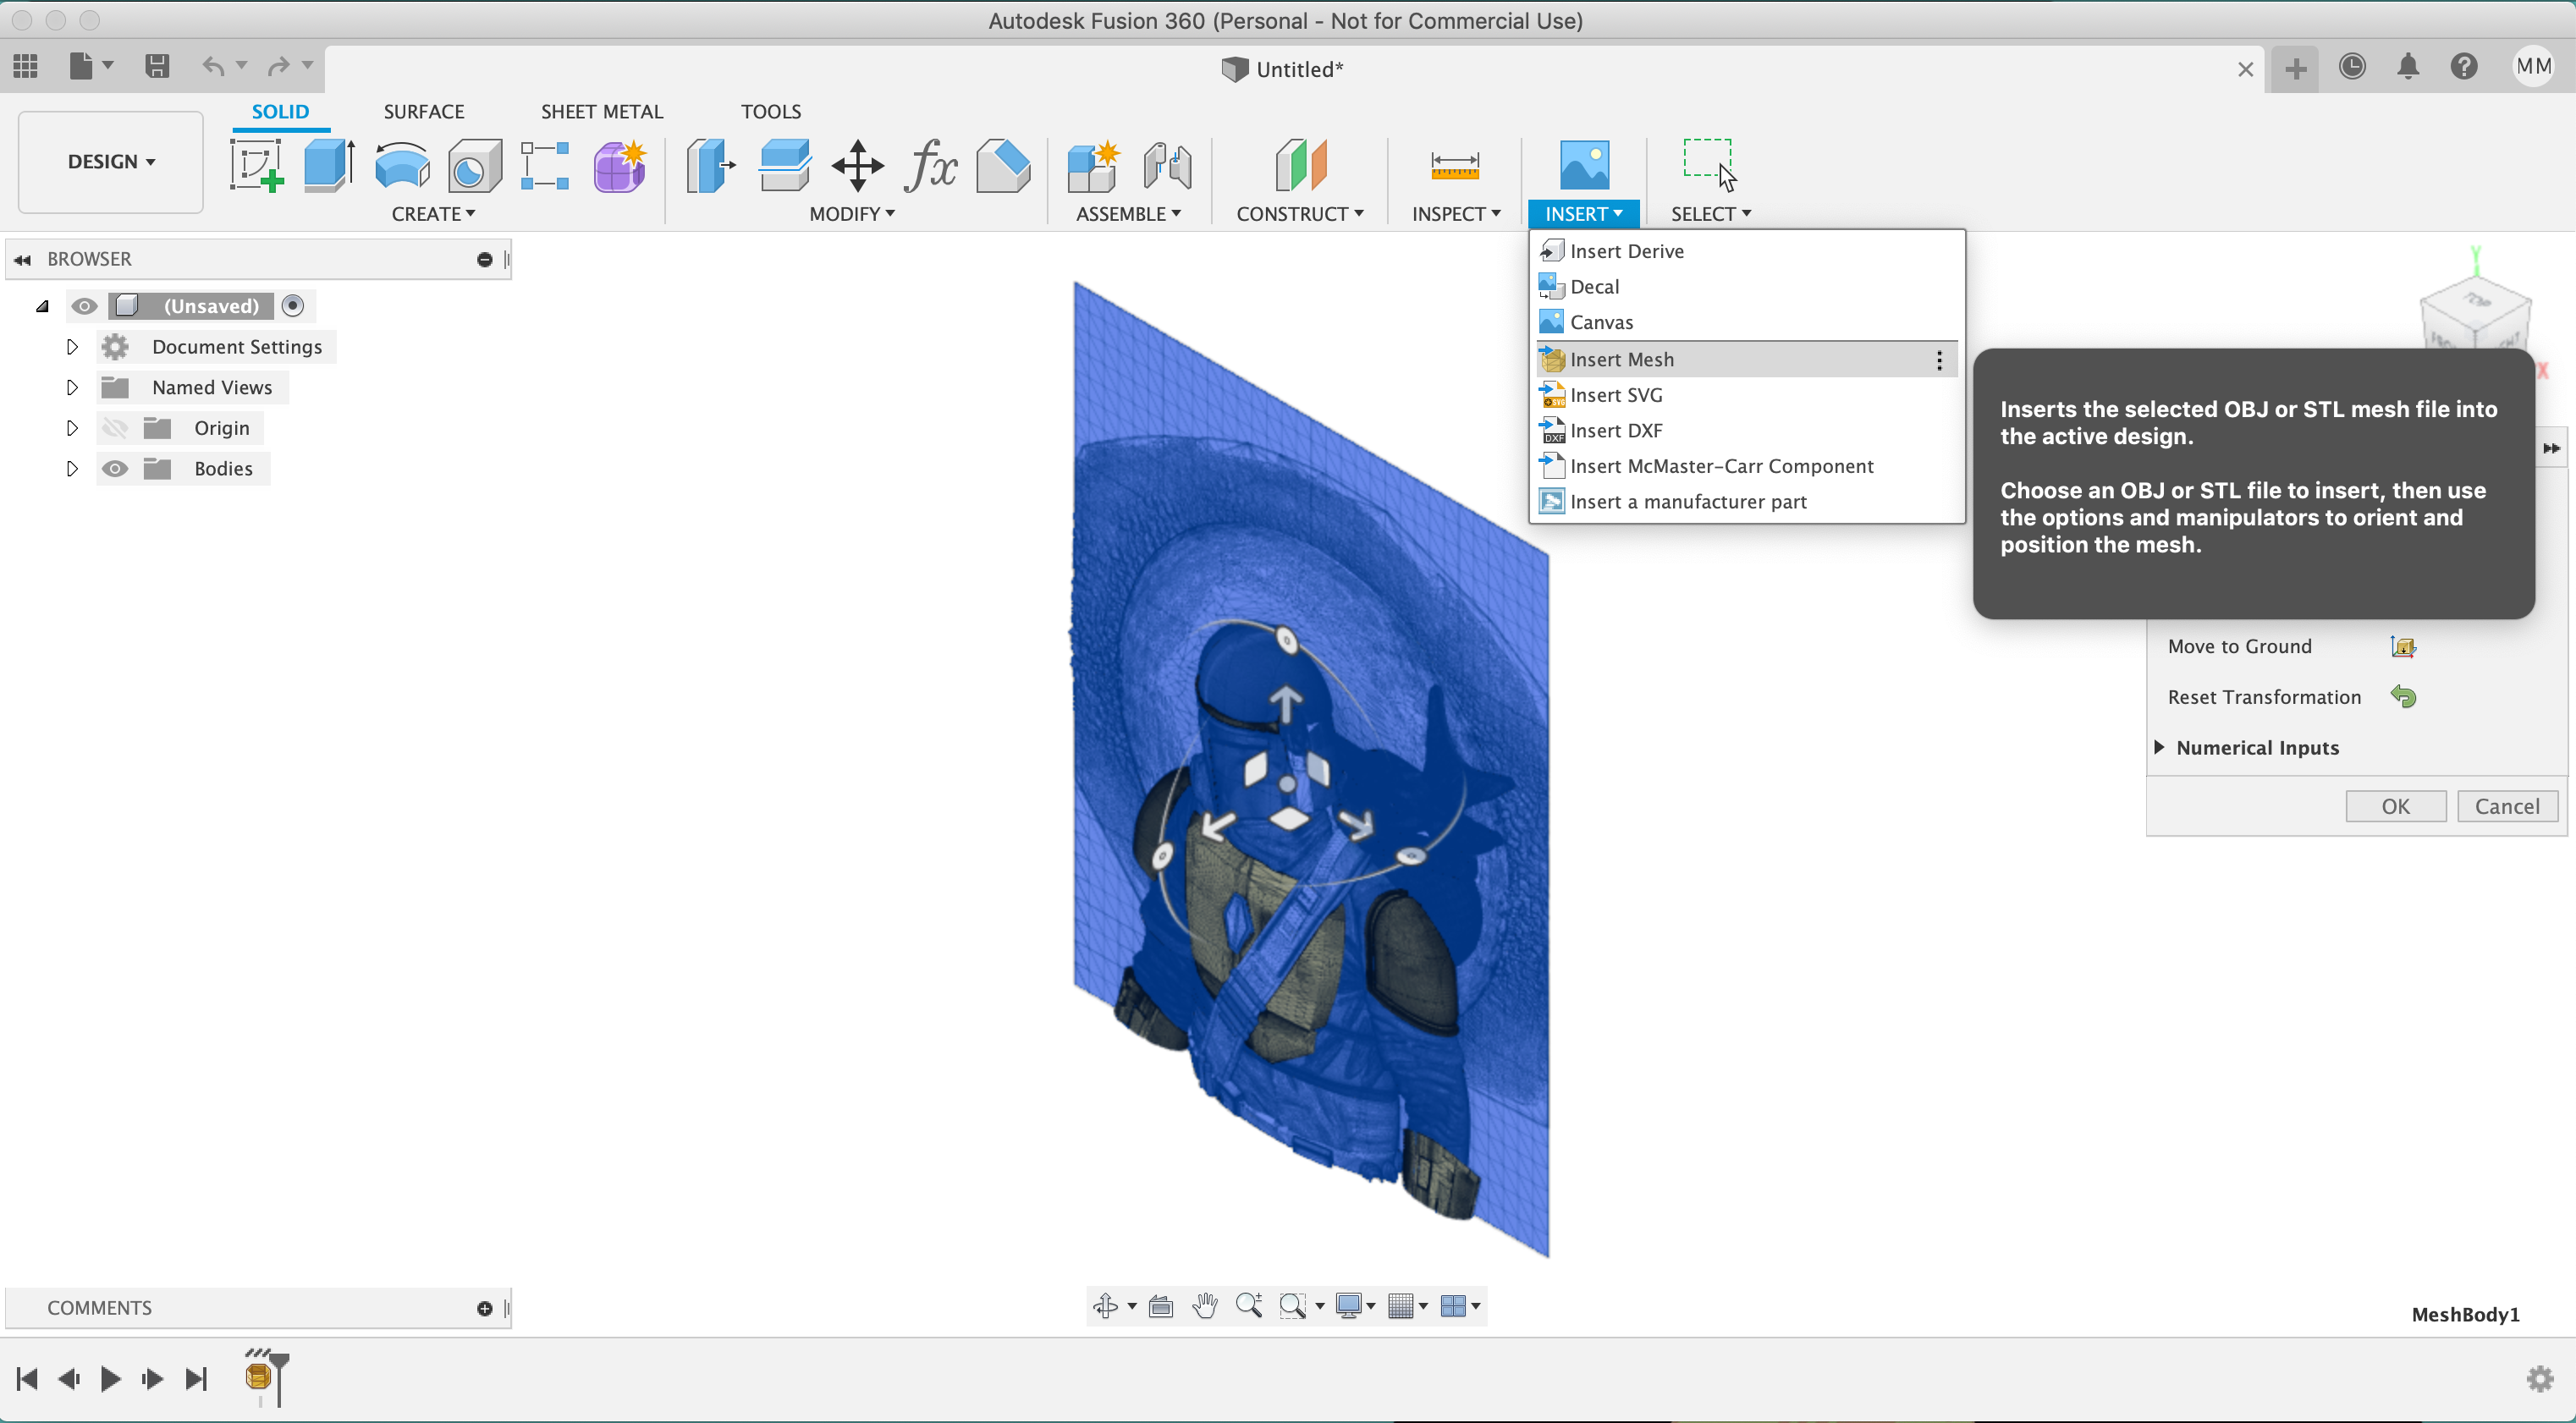 Autodesk Fusion 360 (Personal - Not for Commercial Use)
Untitled*
MM
SOLID
SURFACE
SHEET METAL
TOOLS
DESIGN
CREATE
MODIFY
ASSEMBLE
CONSTRUCT
INSPECT
INSERT
SELECT
fx
BROWSER
(Unsaved)
Document Settings
Named Views
Origin
Bodies
Insert Derive
Decal
Canvas
Insert Mesh
Insert SVG
Insert DXF
Insert McMaster-Carr Component
Insert a manufacturer part
SVG
DXF
Y
TOP
X
Inserts the selected OBJ or STL mesh file into
the active design.
Choose an OBJ or STL file to insert, then use
the options and manipulators to orient and
position the mesh.
Move to Ground
Reset Transformation
Numerical Inputs
OK
Cancel
COMMENTS
MeshBody1